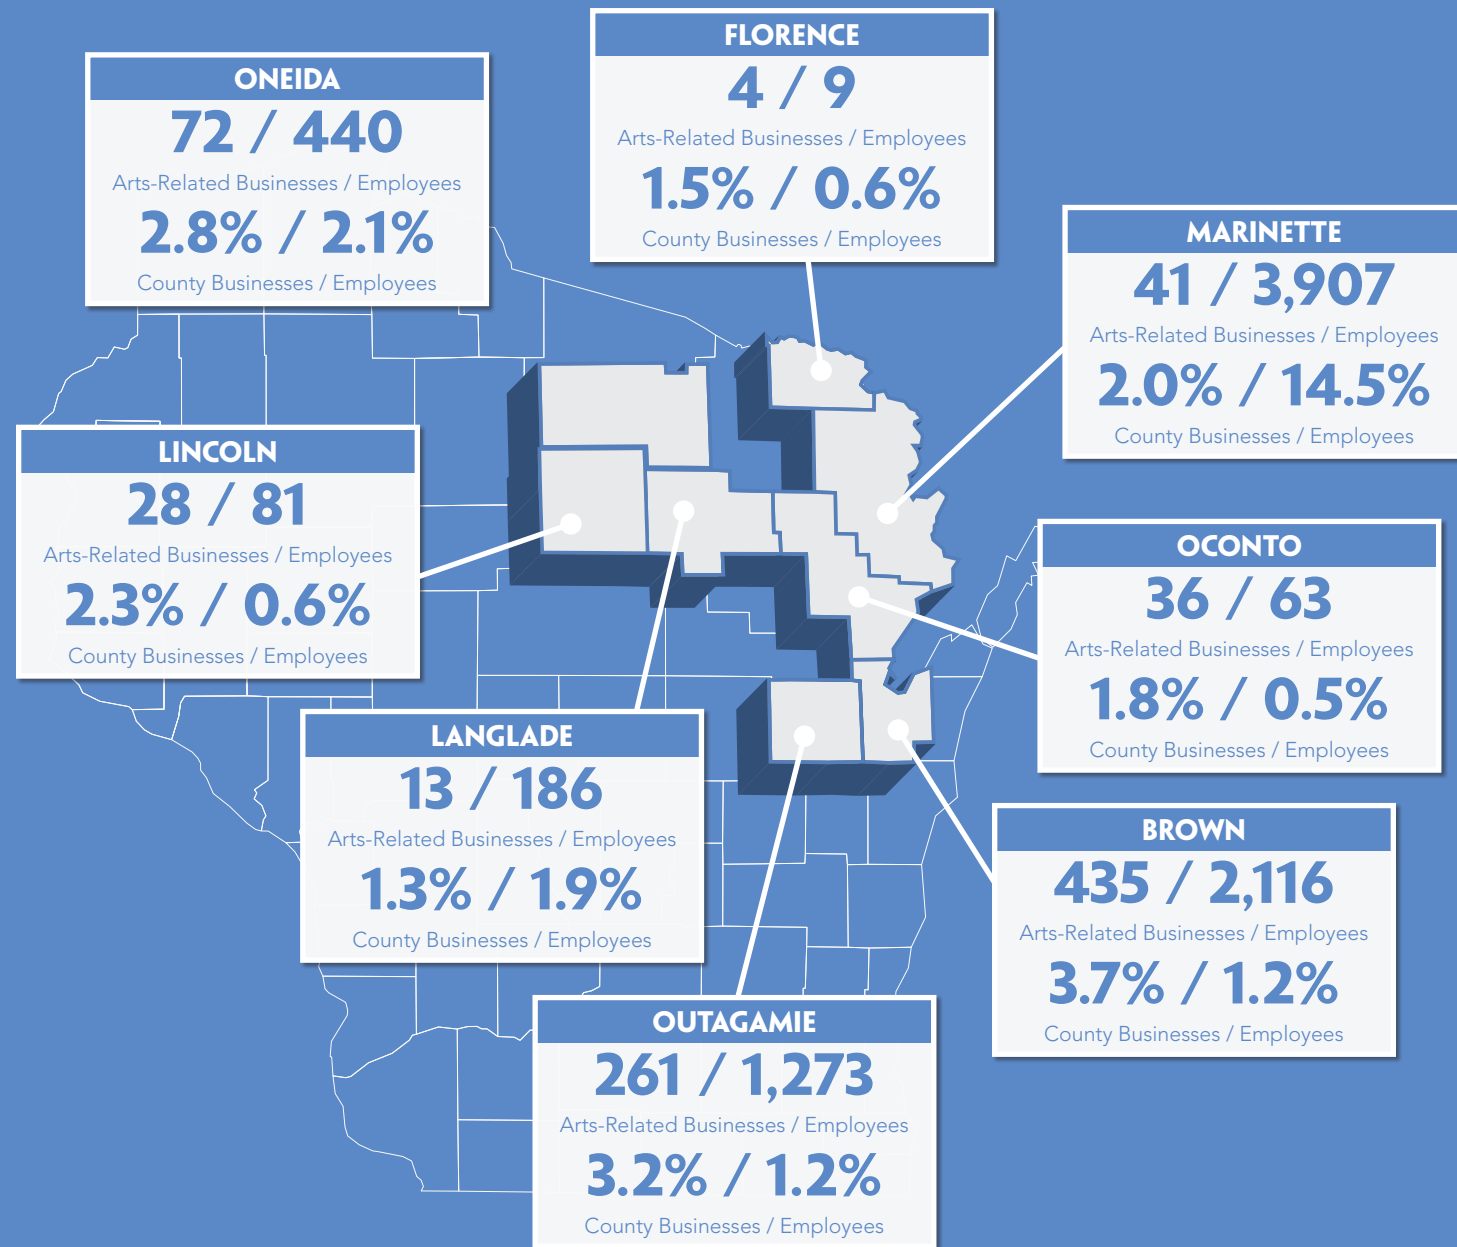 FLORENCE
4 / 9
Arts-Related Businesses / Employees
1.5% / 0.6%
County Businesses / Employees
ONEIDA
72 / 440
Arts-Related Businesses / Employees
2.8% / 2.1%
County Businesses / Employees
MARINETTE
41 / 3,907
Arts-Related Businesses / Employees
2.0% / 14.5%
County Businesses / Employees
LINCOLN
28 / 81
Arts-Related Businesses / Employees
2.3% / 0.6%
County Businesses / Employees
OCONTO
36 / 63
Arts-Related Businesses / Employees
1.8% / 0.5%
County Businesses / Employees
LANGLADE
13 / 186
Arts-Related Businesses / Employees
1.3% / 1.9%
County Businesses / Employees
BROWN
435 / 2,116
Arts-Related Businesses / Employees
3.7% / 1.2%
County Businesses / Employees
OUTAGAMIE
261 / 1,273
Arts-Related Businesses / Employees
3.2% / 1.2%
County Businesses / Employees